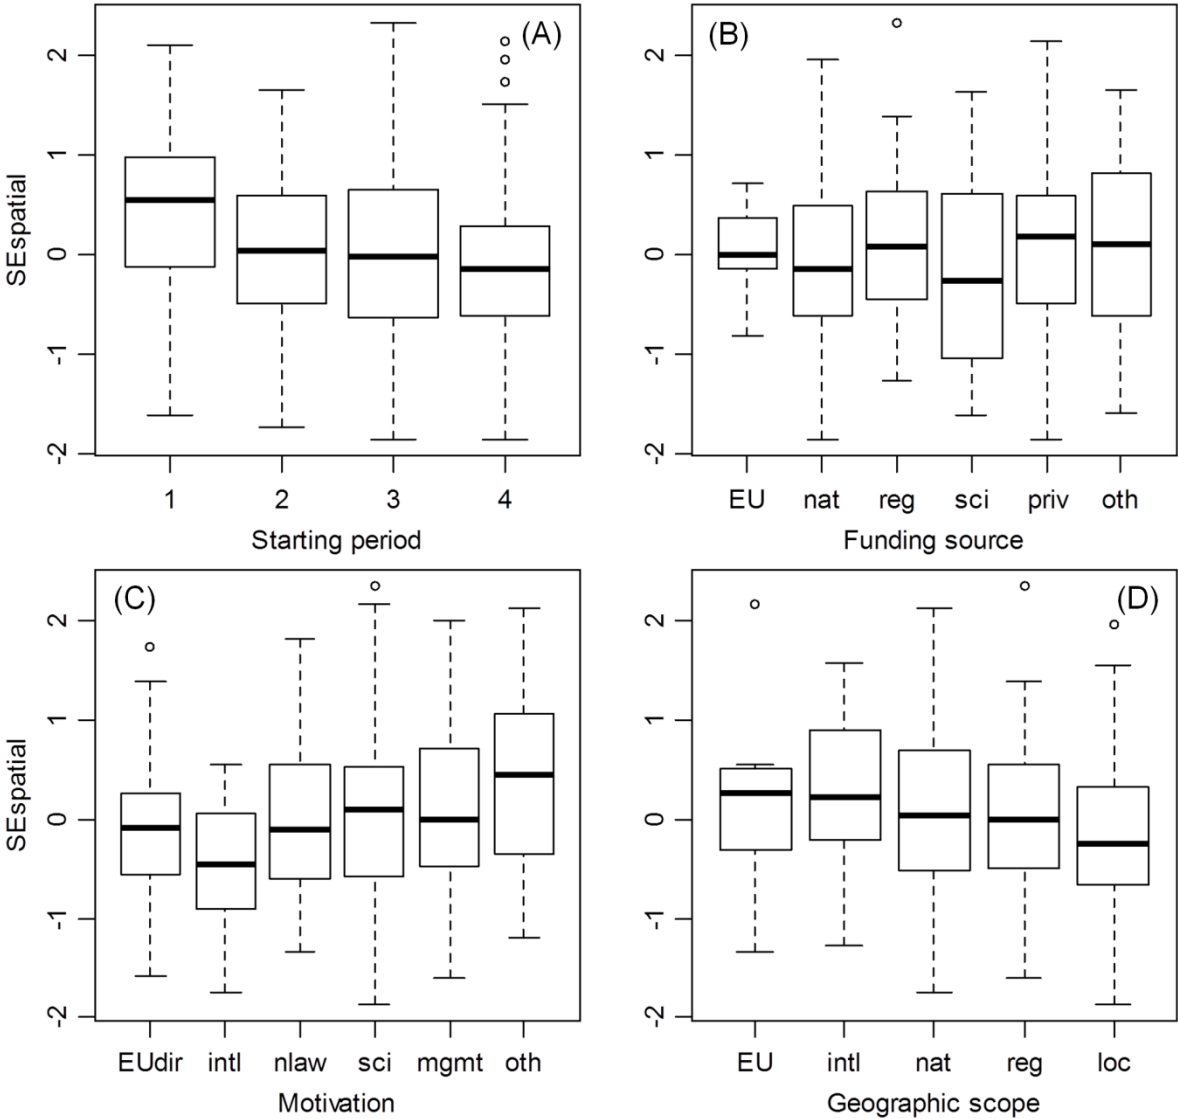 (A)
SEspatial
2
1
0
-1
-2
1 2 3 4
Starting period
(B)
2
1
0
-1
-2
EU nat reg sci priv oth
Funding source
(C)
SEspatial
2
1
0
-1
-2
EUdir intl nlaw sci mgmt oth
Motivation
(D)
2
1
0
-1
-2
EU intl nat reg loc
Geographic scope